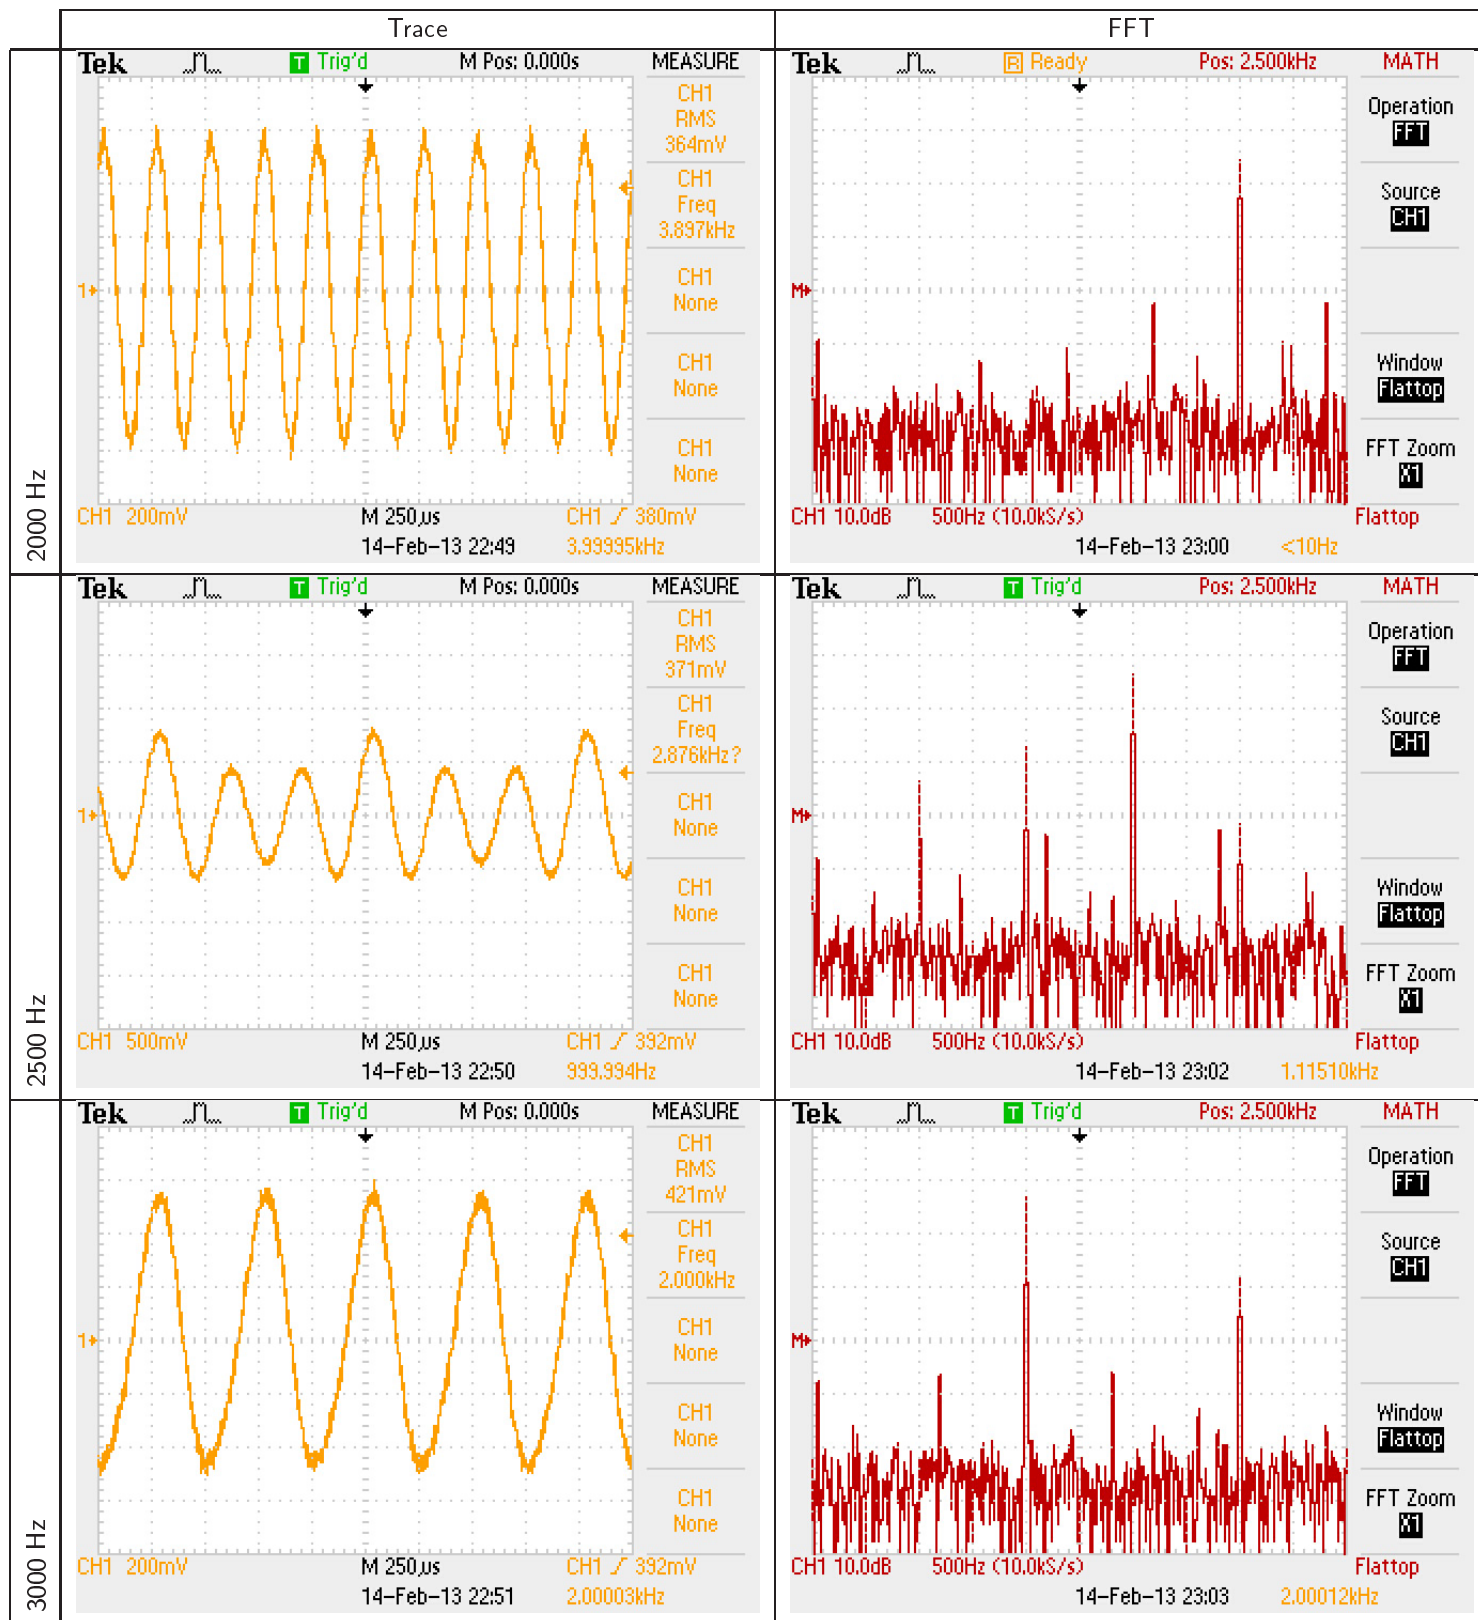 Trace FFT
2000 Hz
Tek Trig'd M Pos: 0.000s MEASURE
CH1
RMS
364mV
CH1
Freq
3.897kHz
CH1
None
CH1
None
CH1
None
1
CH1 200mV M 250µs CH1 380mV
14-Feb-13 22:49 3.99995kHz
Tek R Ready Pos: 2.500kHz MATH
Operation
FFT
Source
CH1
Window
Flattop
FFT Zoom
X1
M
CH1 10.0dB 500Hz (10.0kS/s) Flattop
14-Feb-13 23:00 <10Hz
2500 Hz
Tek T Trig'd M Pos: 0.000s MEASURE
CH1
RMS
371mV
CH1
Freq
2.876kHz?
CH1
None
CH1
None
CH1
None
1
CH1 500mV M 250µs CH1 392mV
14-Feb-13 22:50 999.994Hz
Tek T Trig'd Pos: 2.500kHz MATH
Operation
FFT
Source
CH1
Window
Flattop
FFT Zoom
X1
M
CH1 10.0dB 500Hz (10.0kS/s) Flattop
14-Feb-13 23:02 1.11510kHz
3000 Hz
Tek T Trig'd M Pos: 0.000s MEASURE
CH1
RMS
421mV
CH1
Freq
2.000kHz
CH1
None
CH1
None
CH1
None
1
CH1 200mV M 250µs CH1 392mV
14-Feb-13 22:51 2.00003kHz
Tek T Trig'd Pos: 2.500kHz MATH
Operation
FFT
Source
CH1
Window
Flattop
FFT Zoom
X1
M
CH1 10.0dB 500Hz (10.0kS/s) Flattop
14-Feb-13 23:03 2.00012kHz